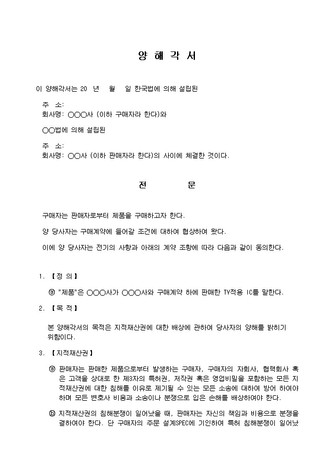 양 해 각 서
이 양해각서는 20  년  월  일 한국법에 의해 설립된
주 소:
회사명: ○○○사 (이하 구매자라 한다)와
○○법에 의해 설립된
주 소:
회사명: ○○사 (이하 판매자라 한다)의 사이에 체결한 것이다.
전 문
구매자는 판매자로부터 제품을 구매하고자 한다.
양 당사자는 구매계약에 들어갈 조건에 대하여 협상하여 왔다.
이에 양 당사자는 전기의 사항과 아래의 계약 조항에 따라 다음과 같이 동의한다.
1. 【정 의】
ⓐ "제품"은 ○○○사가 ○○○사와 구매계약 하에 판매한 TV적용 IC를 말한다.
2. 【목 적】
본 양해각서의 목적은 지적재산권에 대한 배상에 관하여 당사자의 양해를 밝히기
위함이다.
3. 【지적재산권】
ⓐ 판매자는 판매한 제품으로부터 발생하는 구매자, 구매자의 자회사, 협력회사 혹
은 고객을 상대로 한 제3자의 특허권, 저작권 혹은 영업비밀을 포함하는 모든 지
적재산권에 대한 침해를 이유로 제기될 수 있는 모든 소송에 대하여 방어 하여야
하며 모든 변호사 비용과 소송이나 분쟁으로 입은 손해를 배상하여야 한다.
ⓑ 지적재산권의 침해분쟁이 일어났을 때, 판매자는 자신의 책임과 비용으로 분쟁을
결하여야 한다. 단 구매자의 주문 설계SPEC에 기인하여 특허 침해분쟁이 일어났